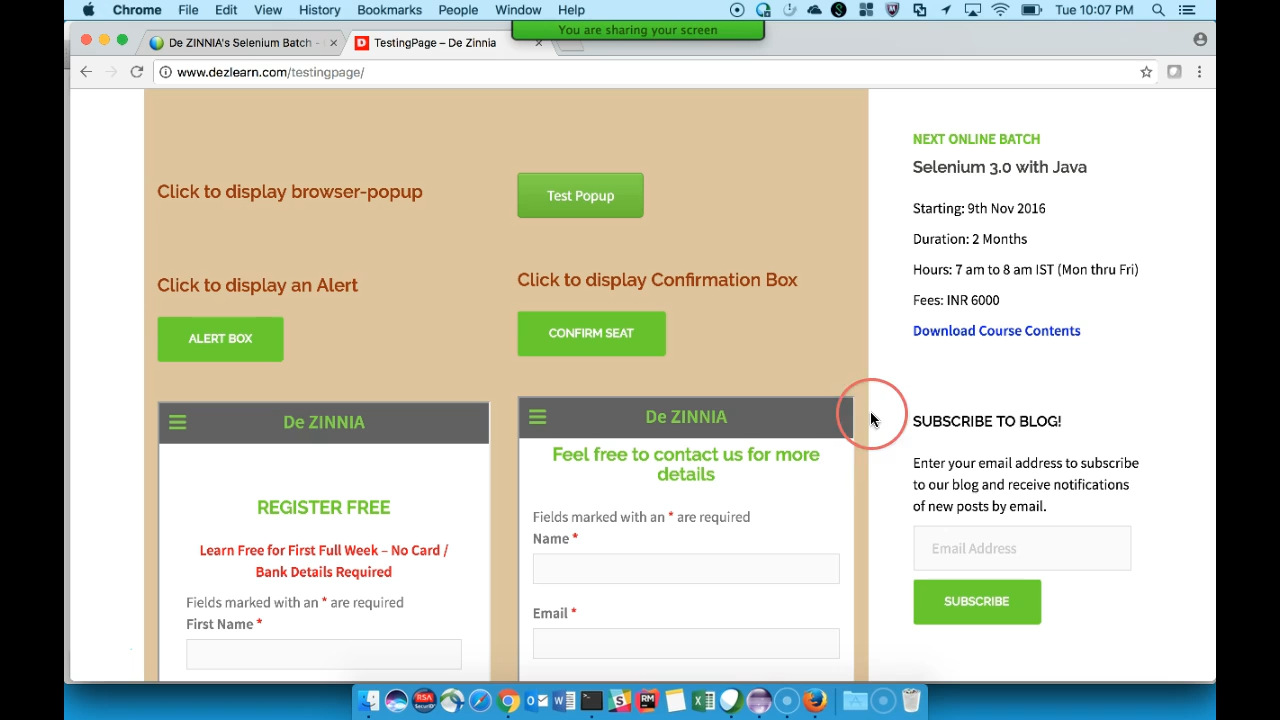 Chrome File Edit View History Bookmarks People Window Help Tue 10:07 PM
You are sharing your screen
De ZINNIA's Selenium Batch - TestingPage – De Zinnia
www.dezlearn.com/testingpage/
Click to display browser-popup
Test Popup
Click to display an Alert
Click to display Confirmation Box
ALERT BOX
CONFIRM SEAT
De ZINNIA
REGISTER FREE
Learn Free for First Full Week – No Card /
Bank Details Required
Fields marked with an * are required
First Name *
De ZINNIA
Feel free to contact us for more
details
Fields marked with an * are required
Name *
Email *
NEXT ONLINE BATCH
Selenium 3.0 with Java
Starting: 9th Nov 2016
Duration: 2 Months
Hours: 7 am to 8 am IST (Mon thru Fri)
Fees: INR 6000
Download Course Contents
SUBSCRIBE TO BLOG!
Enter your email address to subscribe
to our blog and receive notifications
of new posts by email.
Email Address
SUBSCRIBE